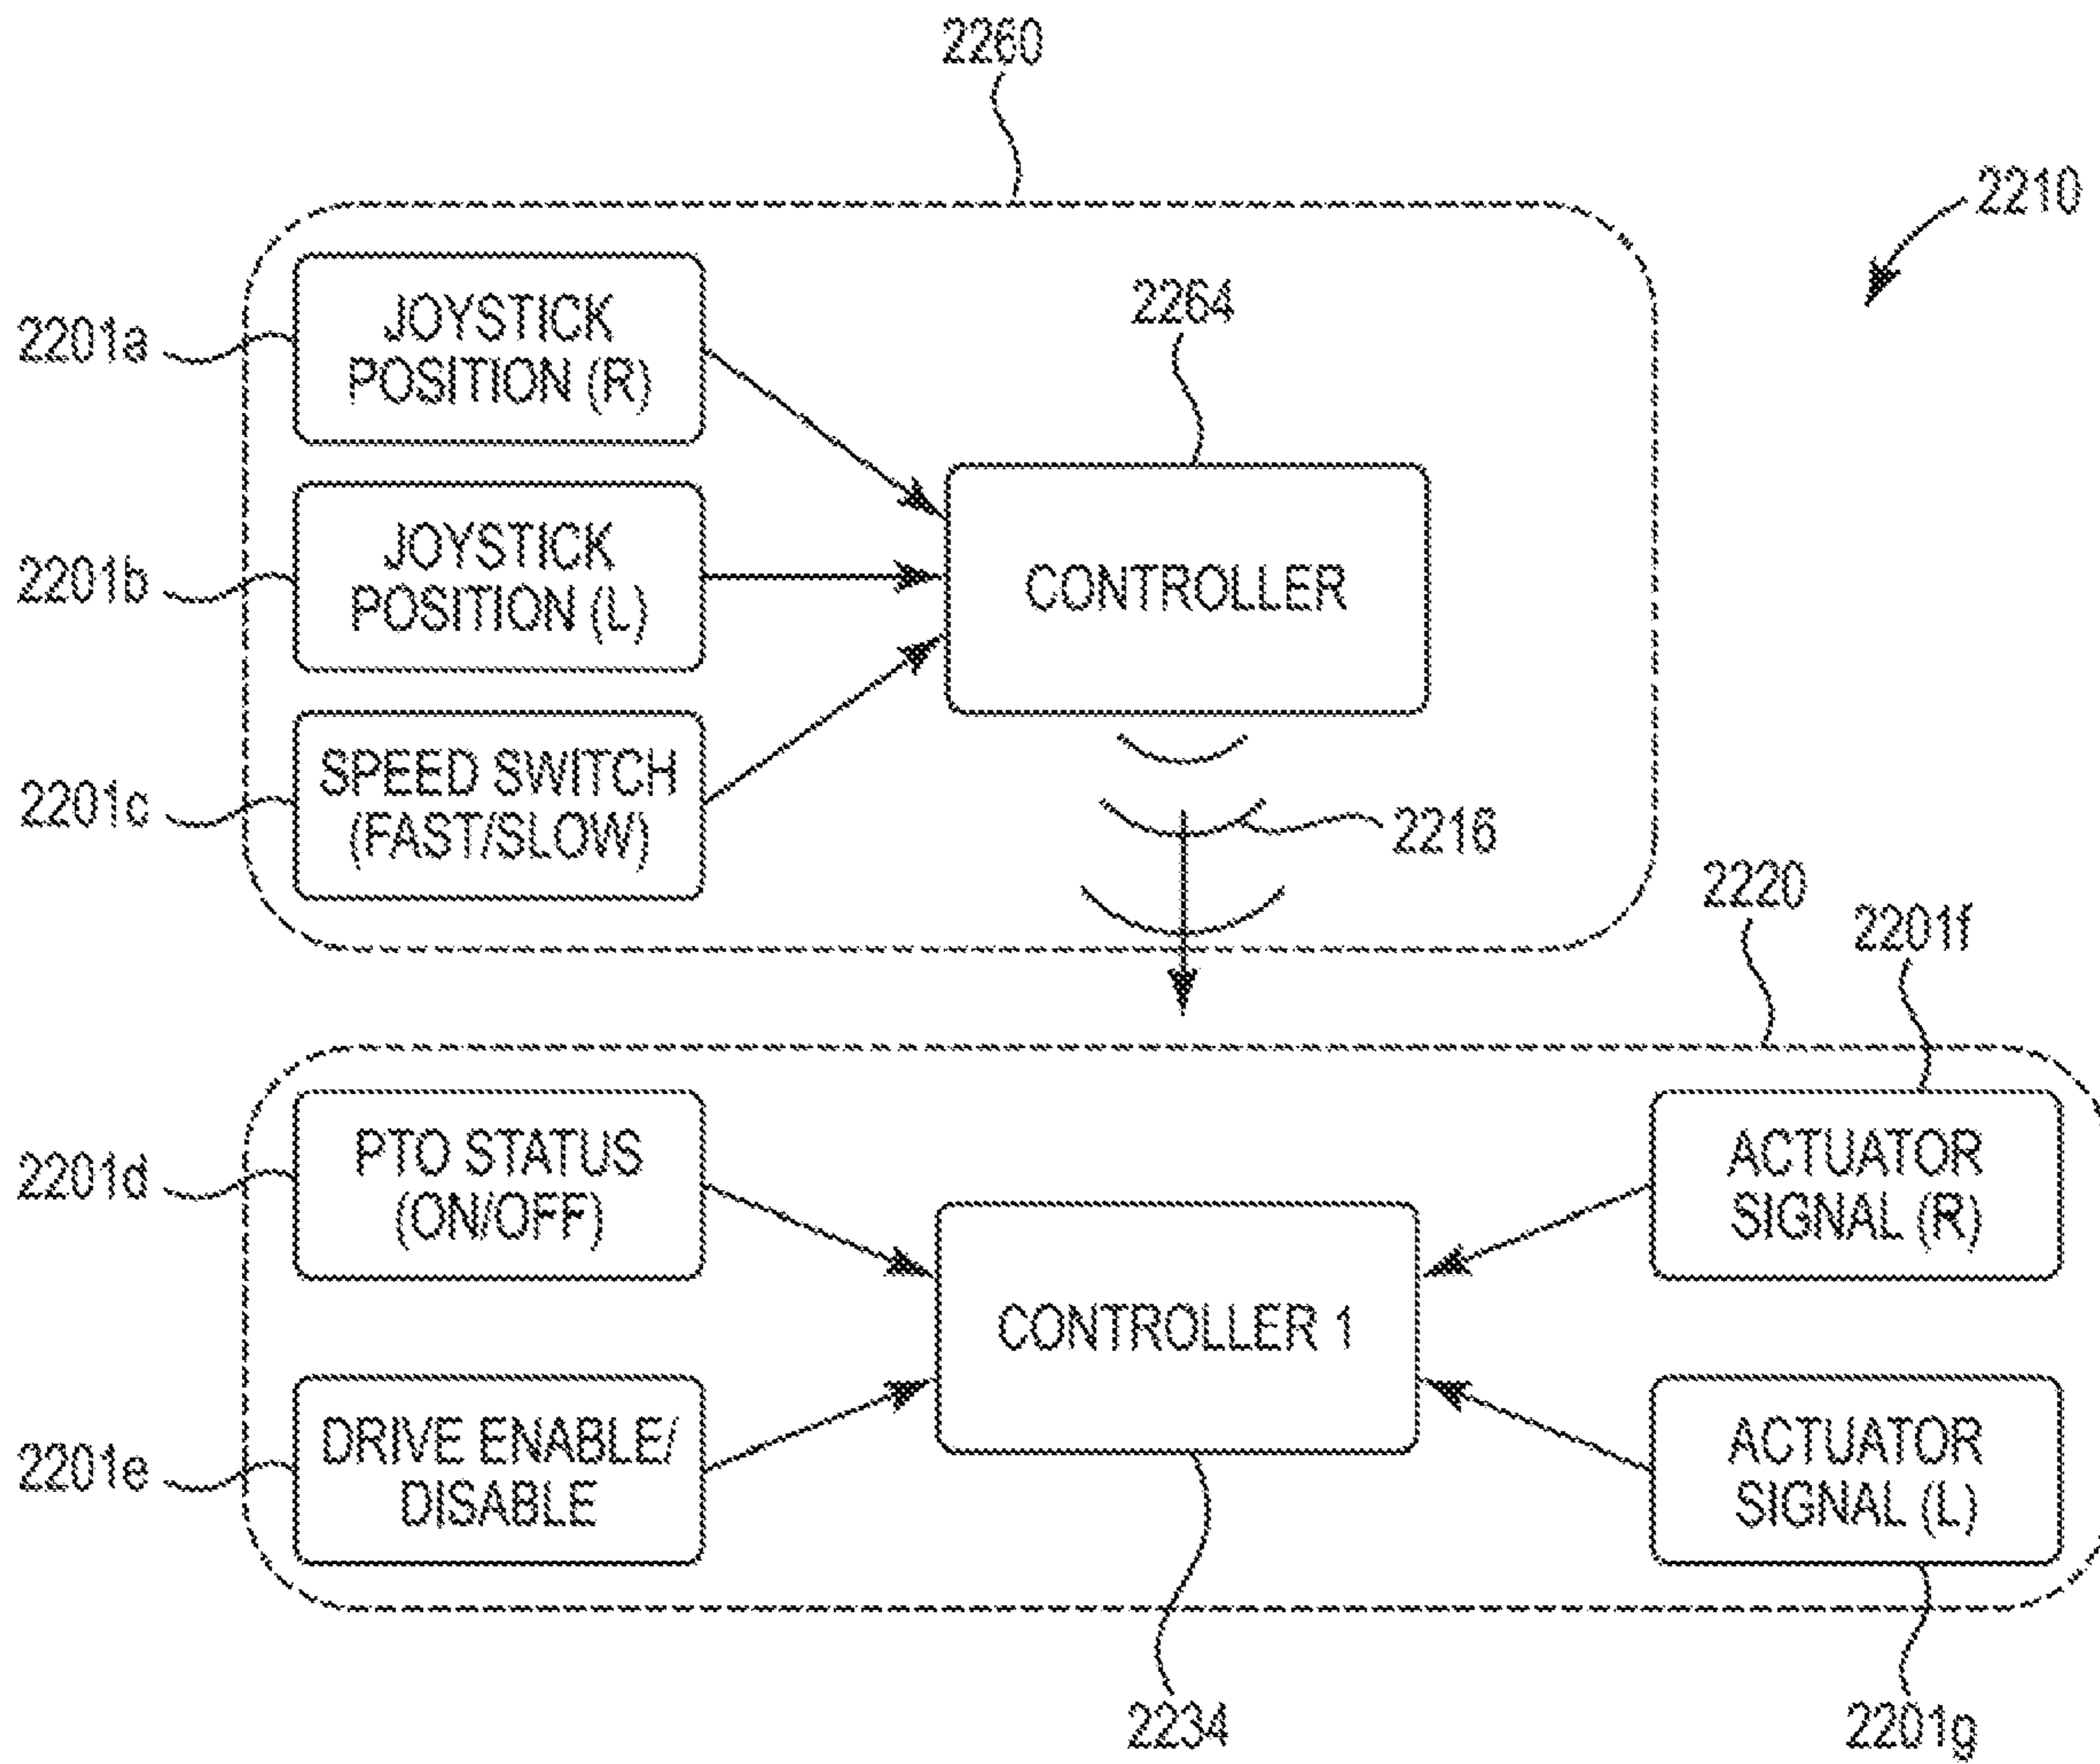 2260
2210
2201a
JOYSTICK
POSITION (R)
2264
2201b
JOYSTICK
POSITION (L)
CONTROLLER
2201c
SPEED SWITCH
(FAST/SLOW)
2216
2220
2201f
2201d
PTO STATUS
(ON/OFF)
ACTUATOR
SIGNAL (R)
CONTROLLER 1
2201e
DRIVE ENABLE/
DISABLE
ACTUATOR
SIGNAL (L)
2234
2201g